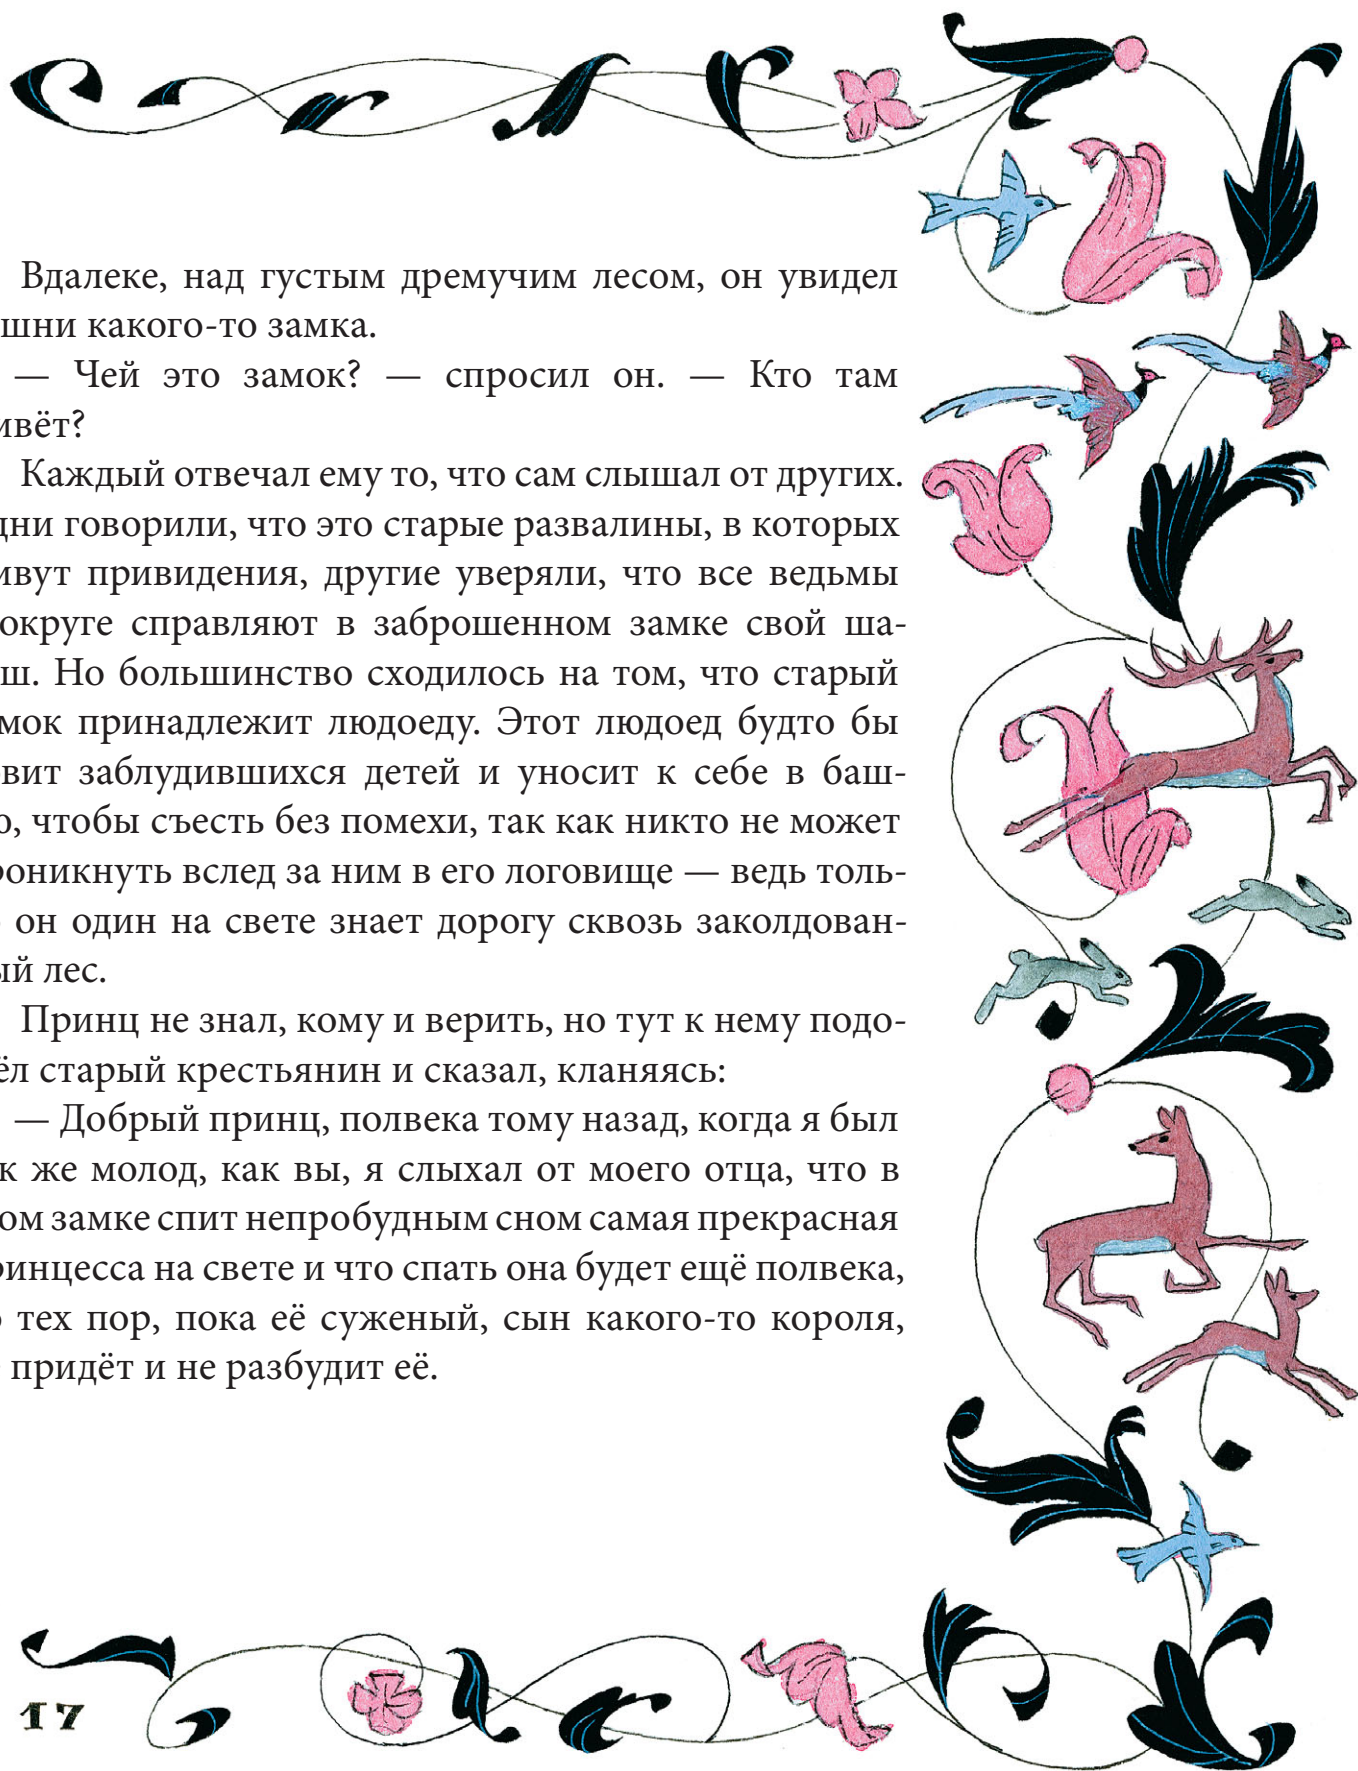 Вдалеке, над густым дремучим лесом, он увидел
шни какого-то замка.
— Чей это замок? — спросил он. — Кто там
ивёт?
Каждый отвечал ему то, что сам слышал от других.
дни говорили, что это старые развалины, в которых
ивут привидения, другие уверяли, что все ведьмы
округе справляют в заброшенном замке свой ша-
ш. Но большинство сходилось на том, что старый
мок принадлежит людоеду. Этот людоед будто бы
вит заблудившихся детей и уносит к себе в баш-
ю, чтобы съесть без помехи, так как никто не может
роникнуть вслед за ним в его логовище — ведь толь-
он один на свете знает дорогу сквозь заколдован-
ый лес.
Принц не знал, кому и верить, но тут к нему подо-
ёл старый крестьянин и сказал, кланяясь:
— Добрый принц, полвека тому назад, когда я был
к же молод, как вы, я слыхал от моего отца, что в
ом замке спит непробудным сном самая прекрасная
ринцесса на свете и что спать она будет ещё полвека,
о тех пор, пока её суженый, сын какого-то короля,
придёт и не разбудит её.
17